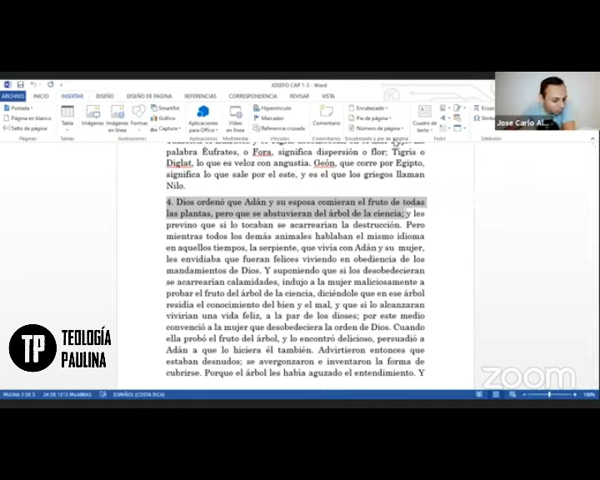 JOSEFO CAP 1-3 - Word
ARCHIVO INICIO INSERTAR DISEÑO DISEÑO DE PÁGINA REFERENCIAS CORRESPONDENCIA REVISAR VISTA
Portada
Página en blanco
Salto de página
Tabla
Imágenes
Imágenes en línea
Formas
SmartArt
Gráfico
Captura
Aplicaciones para Office
Vídeo en línea
Hipervínculo
Marcador
Referencia cruzada
Comentario
Encabezado
Pie de página
Número de página
Cuadro de texto
Símbolo
Tablas
Ilustraciones
Aplicaciones
Multimedia
Vínculos
Comentarios
Encabezado y pie de página
Texto
Símbolos
Jose Carlo Al...
palabra Éufrates, o Fora, significa dispersión o flor; Tigris o
Diglat, lo que es veloz con angustia. Geón, que corre por Egipto,
significa lo que sale por el este, y es el que los griegos llaman
Nilo.
4. Dios ordenó que Adán y su esposa comieran el fruto de todas
las plantas, pero que se abstuvieran del árbol de la ciencia; y les
previno que si lo tocaban se acarrearían la destrucción. Pero
mientras todos los demás animales hablaban el mismo idioma
en aquellos tiempos, la serpiente, que vivía con Adán y su mujer,
les envidiaba que fueran felices viviendo en obediencia de los
mandamientos de Dios. Y suponiendo que si los desobedecieran
se acarrearían calamidades, indujo a la mujer maliciosamente a
probar el fruto del árbol de la ciencia, diciéndole que en ese árbol
residía el conocimiento del bien y el mal, y que si lo alcanzaran
vivirían una vida feliz, a la par de los dioses; por este medio
convenció a la mujer que desobedeciera la orden de Dios. Cuando
ella probó el fruto del árbol, y lo encontró delicioso, persuadió a
Adán a que lo hiciera él también. Advirtieron entonces que
estaban desnudos; se avergonzaron e inventaron la forma de
cubrirse. Porque el árbol les había aguzado el entendimiento. Y
TP
TEOLOGÍA
PAULINA
zoom
PÁGINA 3 DE 5 24 DE 1213 PALABRAS ESPAÑOL (COSTA RICA) 100%